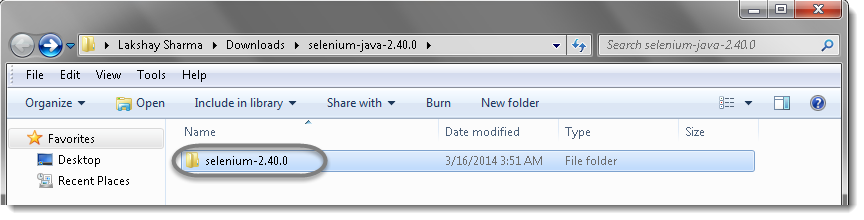 Lakshay Sharma Downloads selenium-java-2.40.0 Search selenium-java-2.40.0
File Edit View Tools Help
Organize Open Include in library Share with Burn New folder
Favorites
Desktop
Recent Places
Name Date modified Type Size
selenium-2.40.0 3/16/2014 3:51 AM File folder